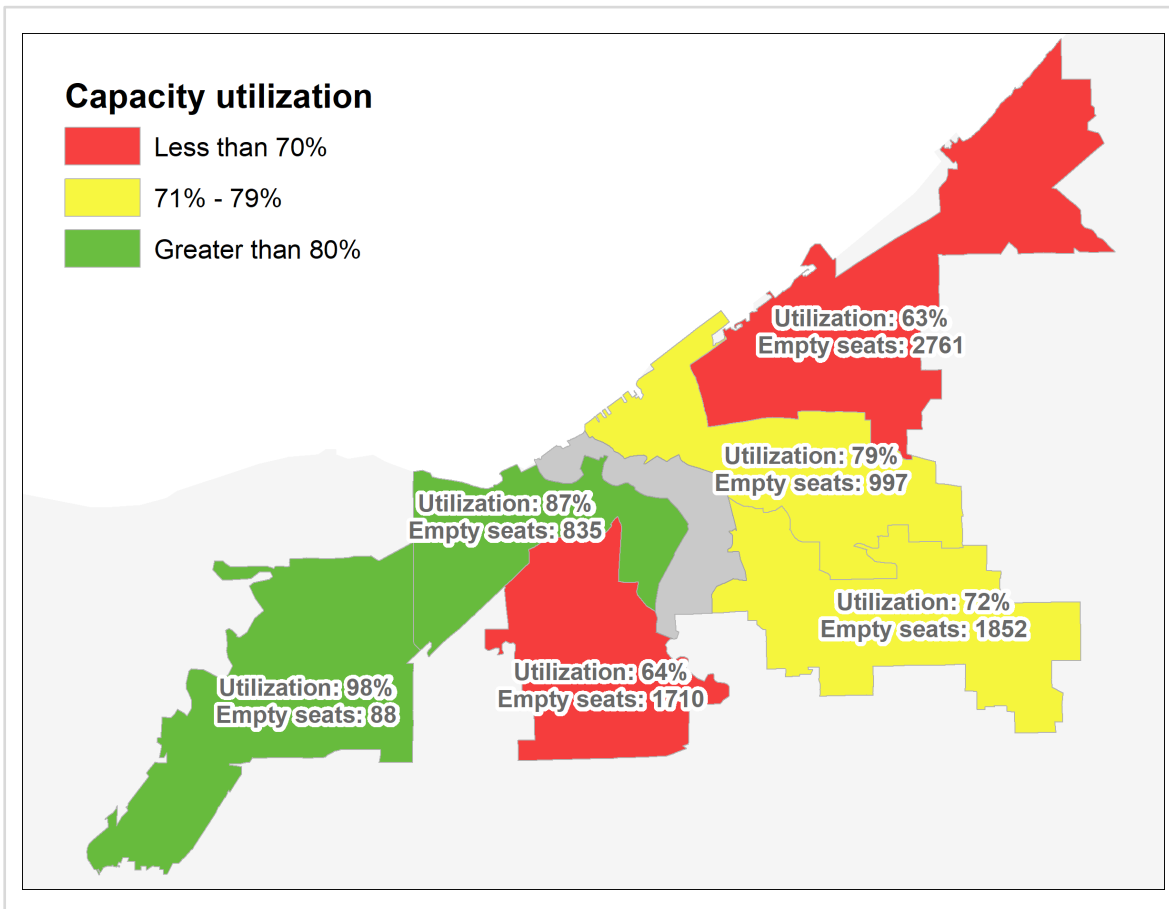 Capacity utilization
Less than 70%
71% - 79%
Greater than 80%
Utilization: 63%
Empty seats: 2761
Utilization: 79%
Empty seats: 997
Utilization: 87%
Empty seats: 835
Utilization: 72%
Empty seats: 1852
Utilization: 64%
Empty seats: 1710
Utilization: 98%
Empty seats: 88